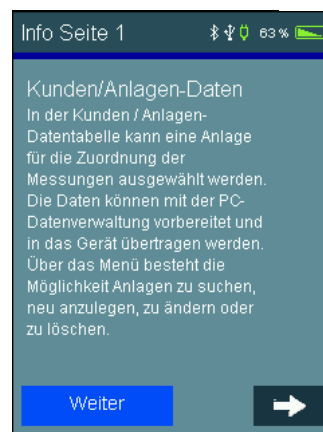 Info Seite 1 63 %
Kunden/Anlagen-Daten
In der Kunden / Anlagen-
Datentabelle kann eine Anlage
für die Zuordnung der
Messungen ausgewählt werden.
Die Daten können mit der PC-
Datenverwaltung vorbereitet und
in das Gerät übertragen werden.
Über das Menü besteht die
Möglichkeit Anlagen zu suchen,
neu anzulegen, zu ändern oder
zu löschen.
Weiter